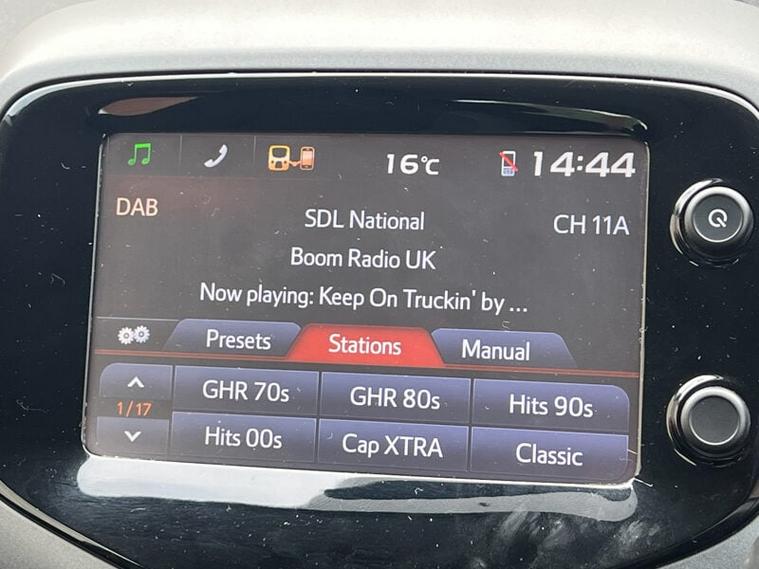 16°C
14:44
DAB
SDL National
CH 11A
Boom Radio UK
Now playing: Keep On Truckin' by ...
Presets
Stations
Manual
1/17
GHR 70s
GHR 80s
Hits 90s
Hits 00s
Cap XTRA
Classic